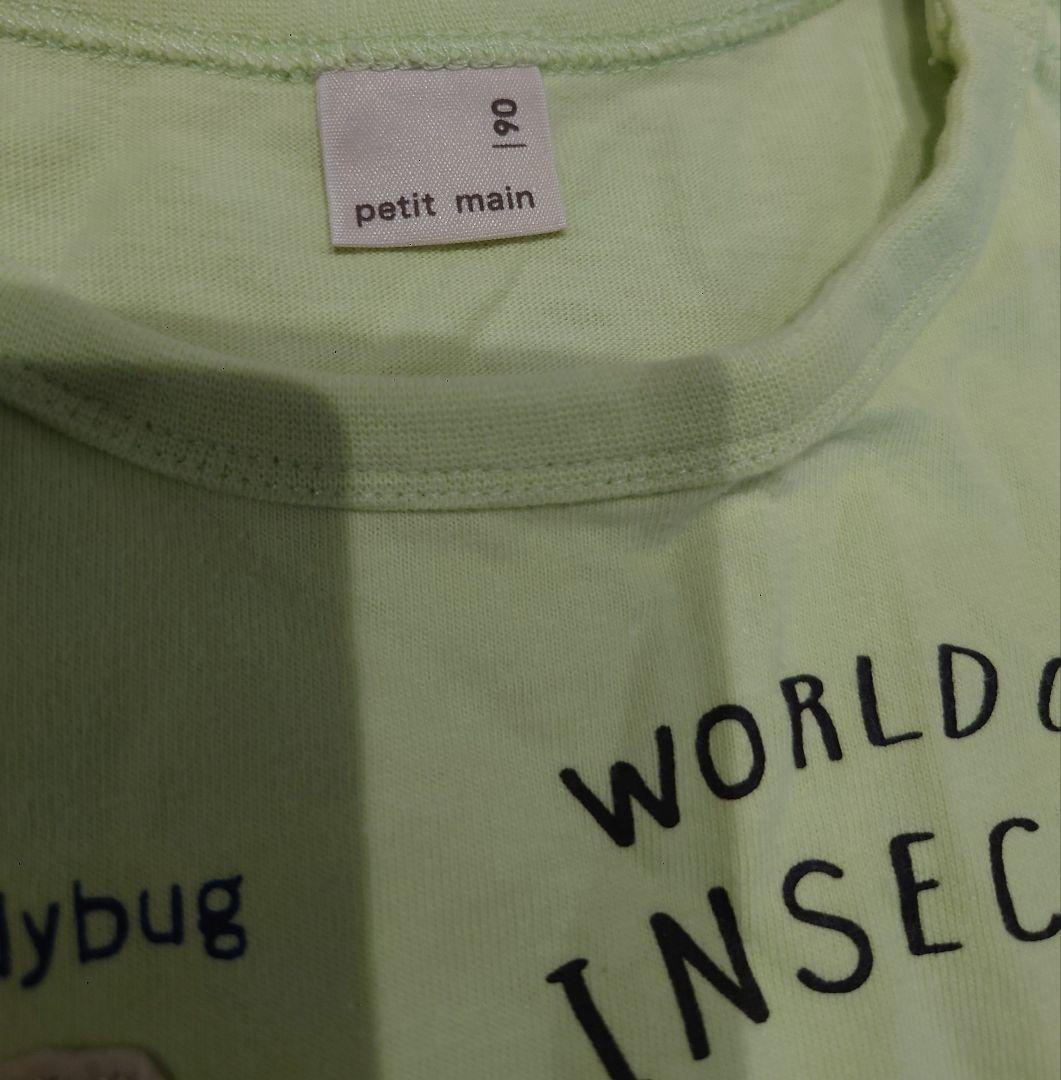 90
petit main
WORLD
INSEC
lybug